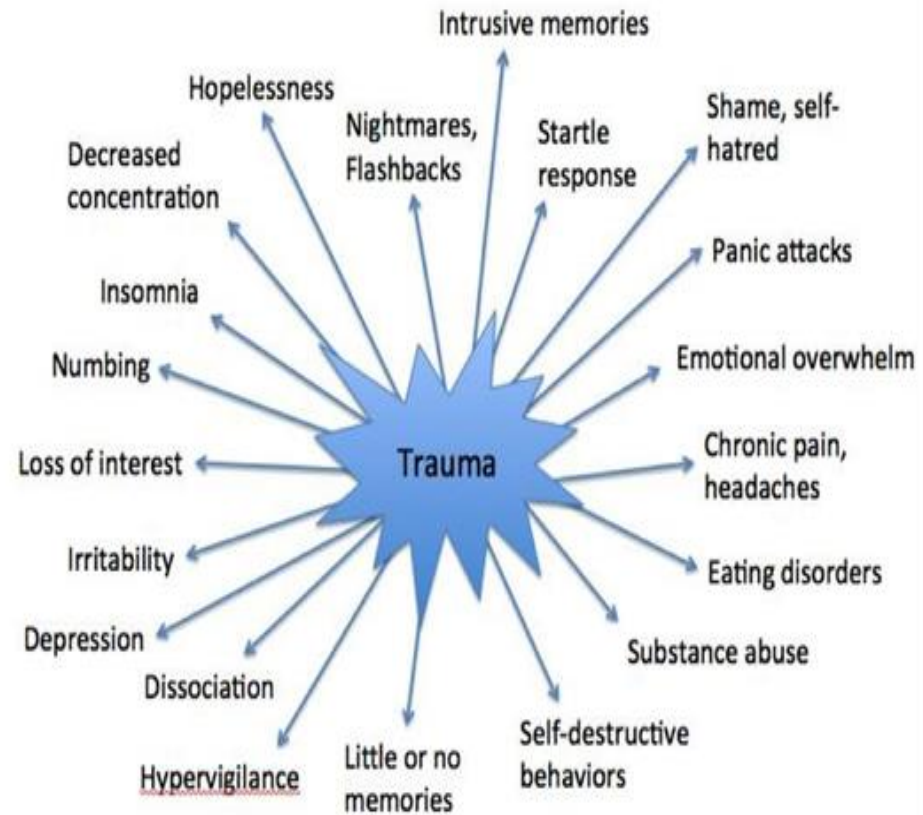 Intrusive memories
Hopelessness
Nightmares,
Flashbacks
Startle
response
Shame, self-
hatred
Decreased
concentration
Panic attacks
Insomnia
Numbing
Emotional overwhelm
Trauma
Loss of interest
Chronic pain,
headaches
Irritability
Eating disorders
Depression
Substance abuse
Dissociation
Hypervigilance
Little or no
memories
Self-destructive
behaviors